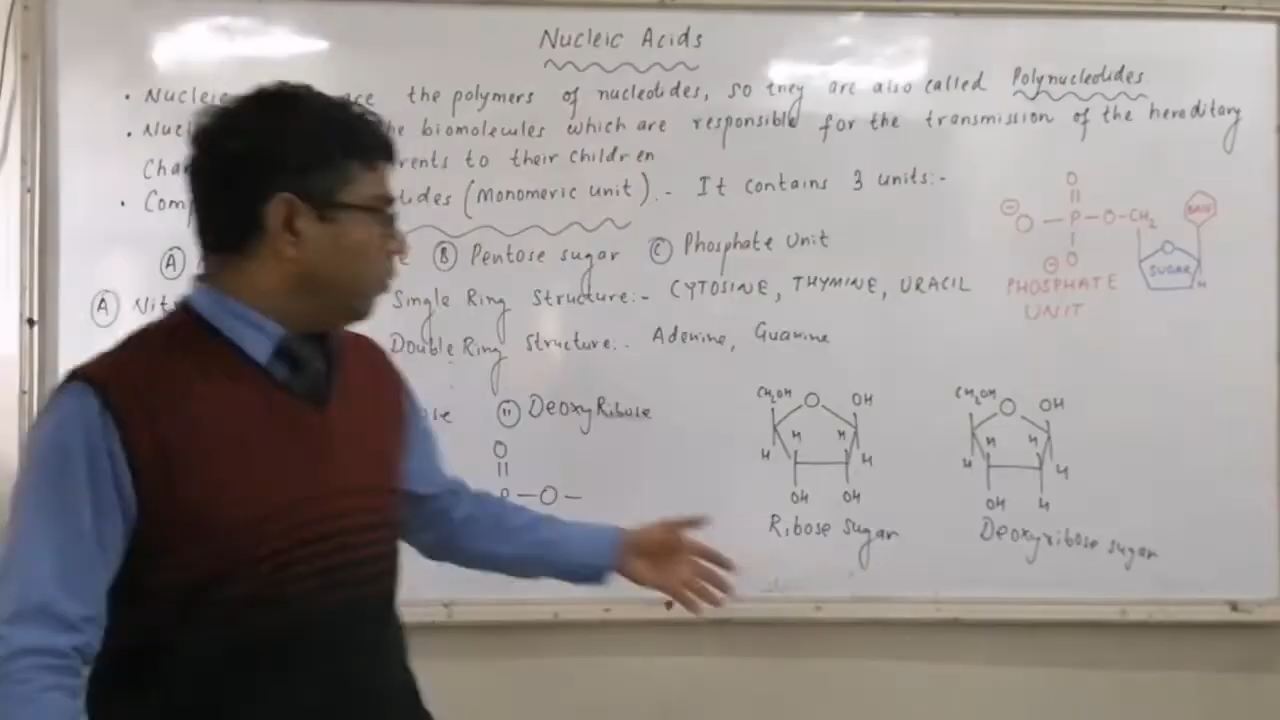 Nucleic Acids
• Nucleic the polymers of nucleotides, so they are also called Polynucleotides
• biomolecules which are responsible for the transmission of the hereditary
to their children
• (monomeric unit). - It contains 3 units:-
Ⓐ Ⓑ Pentose sugar Ⓒ Phosphate Unit
Ⓐ Single Ring Structure:- CYTOSINE, THYMINE, URACIL
Double Ring Structure:. Adenine, Guanine
ⓘⓘ DeoxyRibose
O
||
P – O –
O
||
⊖ O – P – O – CH2 BASE
⊖ O SUGAR H
PHOSPHATE
UNIT
CH2OH O OH
H H H H
OH OH
Ribose sugar
CH2OH O OH
H H H H
OH H
Deoxyribose sugar